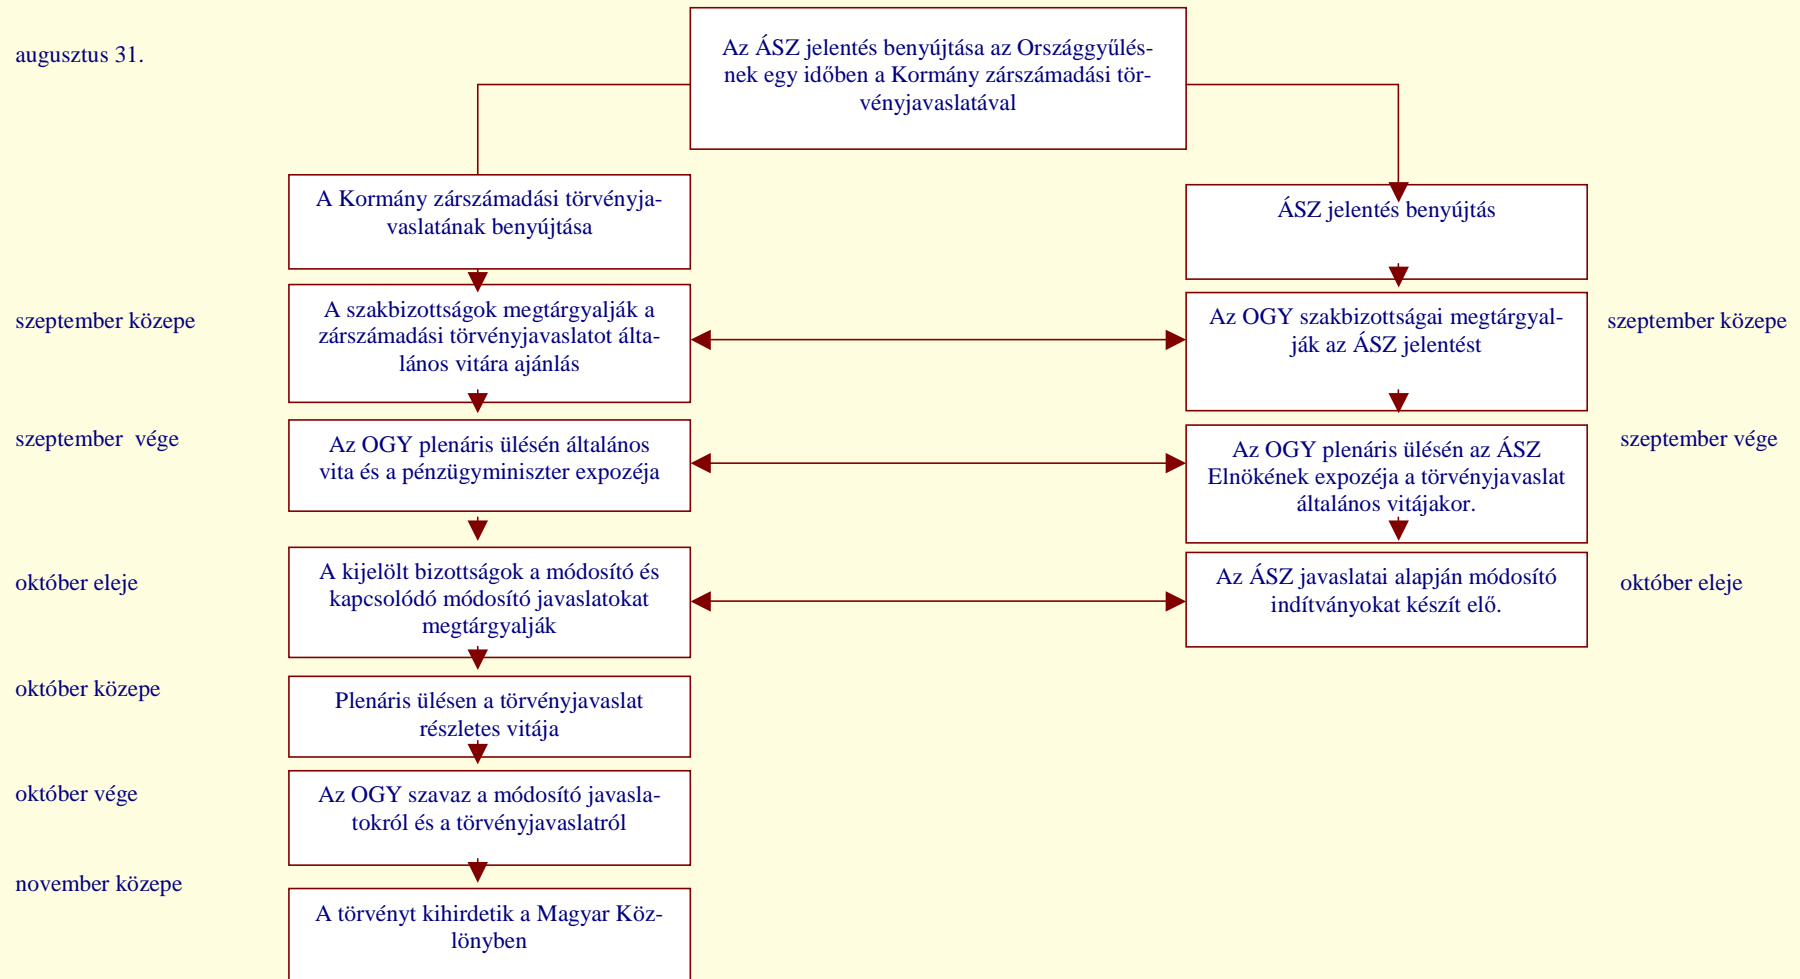 augusztus 31.
Az ÁSZ jelentés benyújtása az Országgyűlés-
nek egy időben a Kormány zárszámadási tör-
vényjavaslatával
A Kormány zárszámadási törvényja-
vaslatának benyújtása
ÁSZ jelentés benyújtás
szeptember közepe
A szakbizottságok megtárgyalják a
zárszámadási törvényjavaslatot álta-
lános vitára ajánlás
Az OGY szakbizottságai megtárgyal-
ják az ÁSZ jelentést
szeptember közepe
szeptember  vége
Az OGY plenáris ülésén általános
vita és a pénzügyminiszter expozéja
Az OGY plenáris ülésén az ÁSZ
Elnökének expozéja a törvényjavaslat
általános vitájakor.
szeptember vége
október eleje
A kijelölt bizottságok a módosító és
kapcsolódó módosító javaslatokat
megtárgyalják
Az ÁSZ javaslatai alapján módosító
indítványokat készít elő.
október eleje
október közepe
Plenáris ülésen a törvényjavaslat
részletes vitája
október vége
Az OGY szavaz a módosító javasla-
tokról és a törvényjavaslatról
november közepe
A törvényt kihirdetik a Magyar Köz-
lönyben